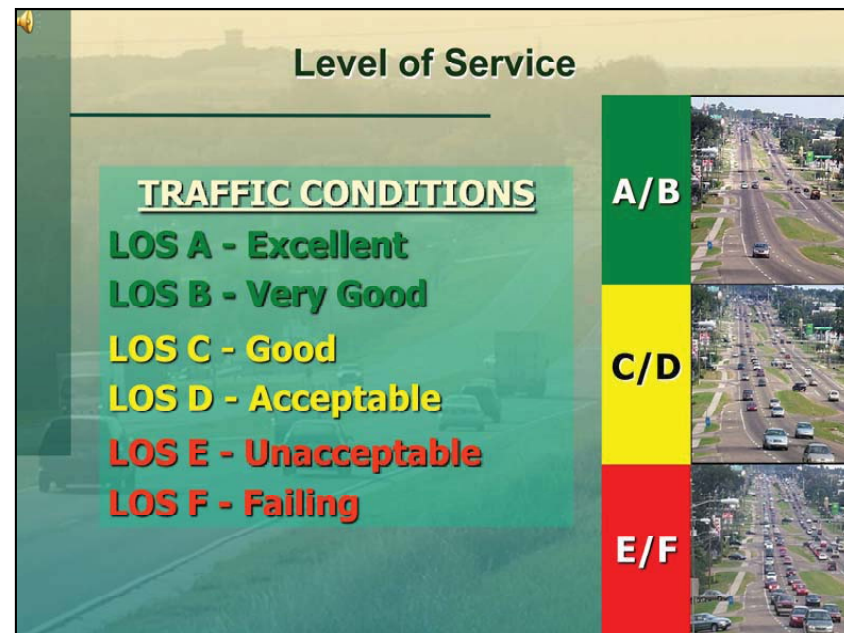 Level of Service
TRAFFIC CONDITIONS
LOS A - Excellent
LOS B - Very Good
LOS C - Good
LOS D - Acceptable
LOS E - Unacceptable
LOS F - Failing
A/B
C/D
E/F